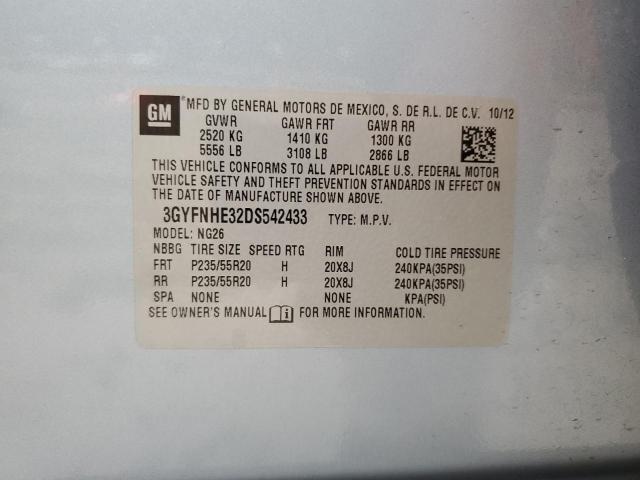 GM ® MFD BY GENERAL MOTORS DE MEXICO, S. DE R.L. DE C.V. 10/12
GVWR GAWR FRT GAWR RR
2520 KG 1410 KG 1300 KG
5556 LB 3108 LB 2866 LB
THIS VEHICLE CONFORMS TO ALL APPLICABLE U.S. FEDERAL MOTOR
VEHICLE SAFETY AND THEFT PREVENTION STANDARDS IN EFFECT ON
THE DATE OF MANUFACTURE SHOWN ABOVE.
3GYFNHE32DS542433 TYPE: M.P.V.
MODEL: NG26
NBBG TIRE SIZE SPEED RTG RIM COLD TIRE PRESSURE
FRT P235/55R20 H 20X8J 240KPA(35PSI)
RR P235/55R20 H 20X8J 240KPA(35PSI)
SPA NONE NONE KPA(PSI)
SEE OWNER'S MANUAL i FOR MORE INFORMATION.